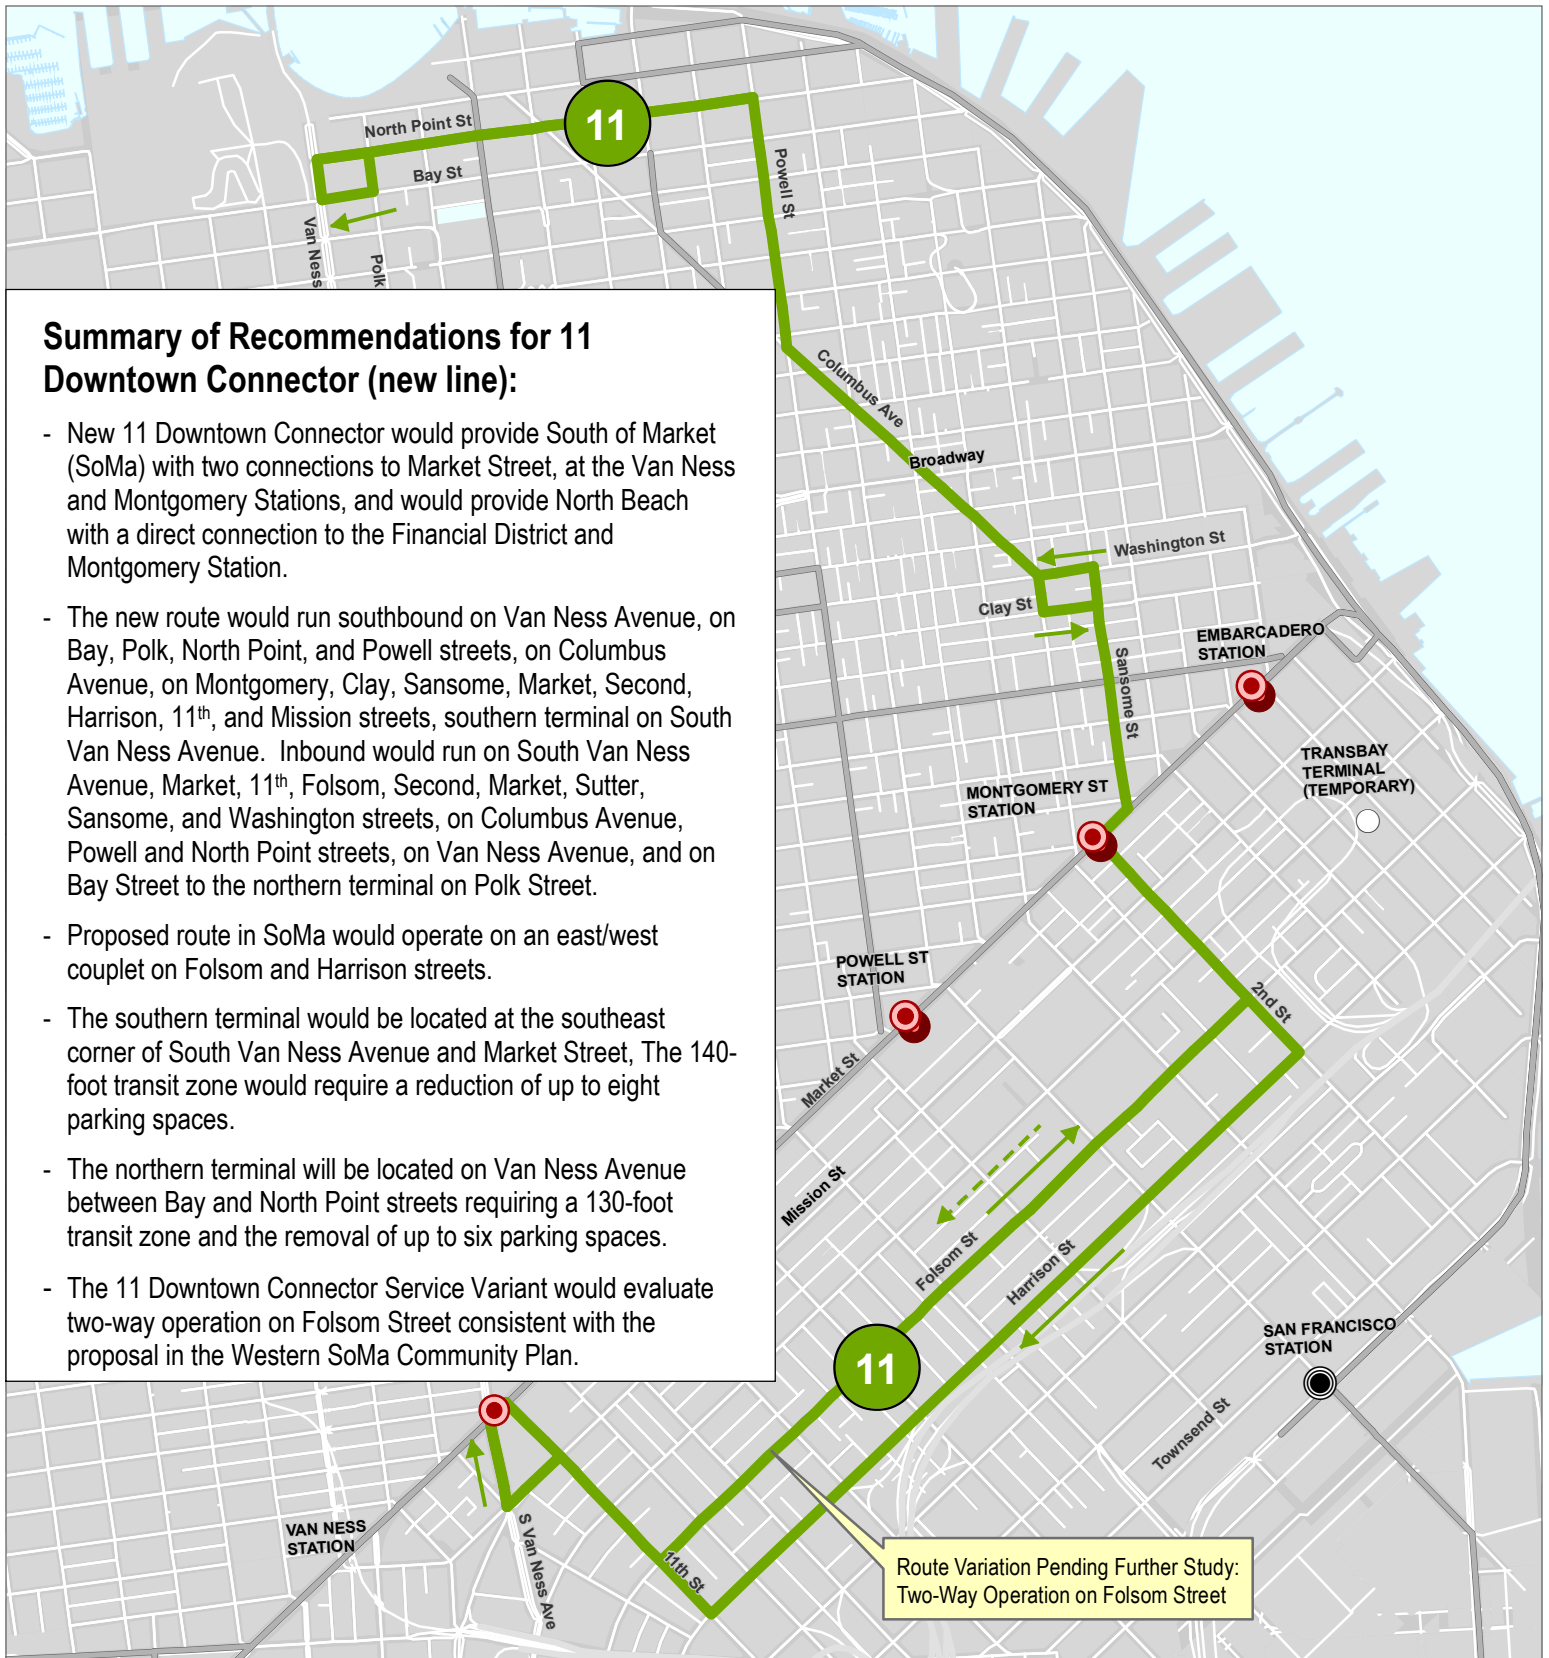 11
North Point St
Bay St
Powell St
Van Ness
Polk
Summary of Recommendations for 11
Downtown Connector (new line):
- New 11 Downtown Connector would provide South of Market
(SoMa) with two connections to Market Street, at the Van Ness
and Montgomery Stations, and would provide North Beach
with a direct connection to the Financial District and
Montgomery Station.
- The new route would run southbound on Van Ness Avenue, on
Bay, Polk, North Point, and Powell streets, on Columbus
Avenue, on Montgomery, Clay, Sansome, Market, Second,
Harrison, 11th, and Mission streets, southern terminal on South
Van Ness Avenue.  Inbound would run on South Van Ness
Avenue, Market, 11th, Folsom, Second, Market, Sutter,
Sansome, and Washington streets, on Columbus Avenue,
Powell and North Point streets, on Van Ness Avenue, and on
Bay Street to the northern terminal on Polk Street.
- Proposed route in SoMa would operate on an east/west
couplet on Folsom and Harrison streets.
- The southern terminal would be located at the southeast
corner of South Van Ness Avenue and Market Street, The 140-
foot transit zone would require a reduction of up to eight
parking spaces.
- The northern terminal will be located on Van Ness Avenue
between Bay and North Point streets requiring a 130-foot
transit zone and the removal of up to six parking spaces.
- The 11 Downtown Connector Service Variant would evaluate
two-way operation on Folsom Street consistent with the
proposal in the Western SoMa Community Plan.
Columbus Ave
Broadway
Washington St
Clay St
EMBARCADERO
STATION
Sansome St
TRANSBAY
TERMINAL
(TEMPORARY)
MONTGOMERY ST
STATION
POWELL ST
STATION
2nd St
Market St
Mission St
Folsom St
Harrison St
11
SAN FRANCISCO
STATION
Townsend St
VAN NESS
STATION
S Van Ness Ave
11th St
Route Variation Pending Further Study:
Two-Way Operation on Folsom Street